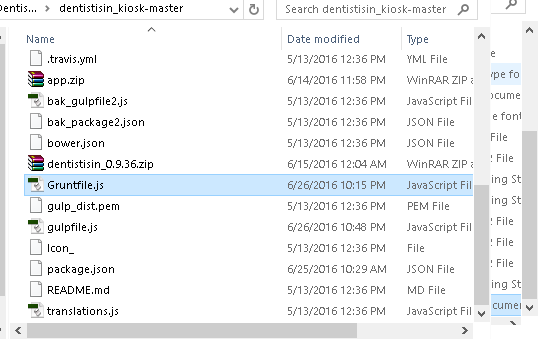 Dentis... > dentistisin_kiosk-master
Search dentistisin_kiosk-master
Name Date modified Type
.travis.yml 5/13/2016 12:36 PM YML File
app.zip 6/14/2016 11:58 PM WinRAR ZIP a
bak_gulpfile2.js 5/13/2016 12:36 PM JavaScript Fil
bak_package2.json 5/13/2016 12:36 PM JSON File
bower.json 5/13/2016 12:36 PM JSON File
dentistisin_0.9.36.zip 6/15/2016 12:04 AM WinRAR ZIP a
Gruntfile.js 6/26/2016 10:15 PM JavaScript Fil
gulp_dist.pem 5/13/2016 12:36 PM PEM File
gulpfile.js 6/26/2016 10:48 PM JavaScript Fil
Icon_ 5/13/2016 12:36 PM File
package.json 6/25/2016 10:29 AM JSON File
README.md 5/13/2016 12:36 PM MD File
translations.js 5/13/2016 12:36 PM JavaScript Fil
ype fo
ocume
e font
File
2 File
ing St
2 File
ing St
2 File
2 File
ing St
ocumen